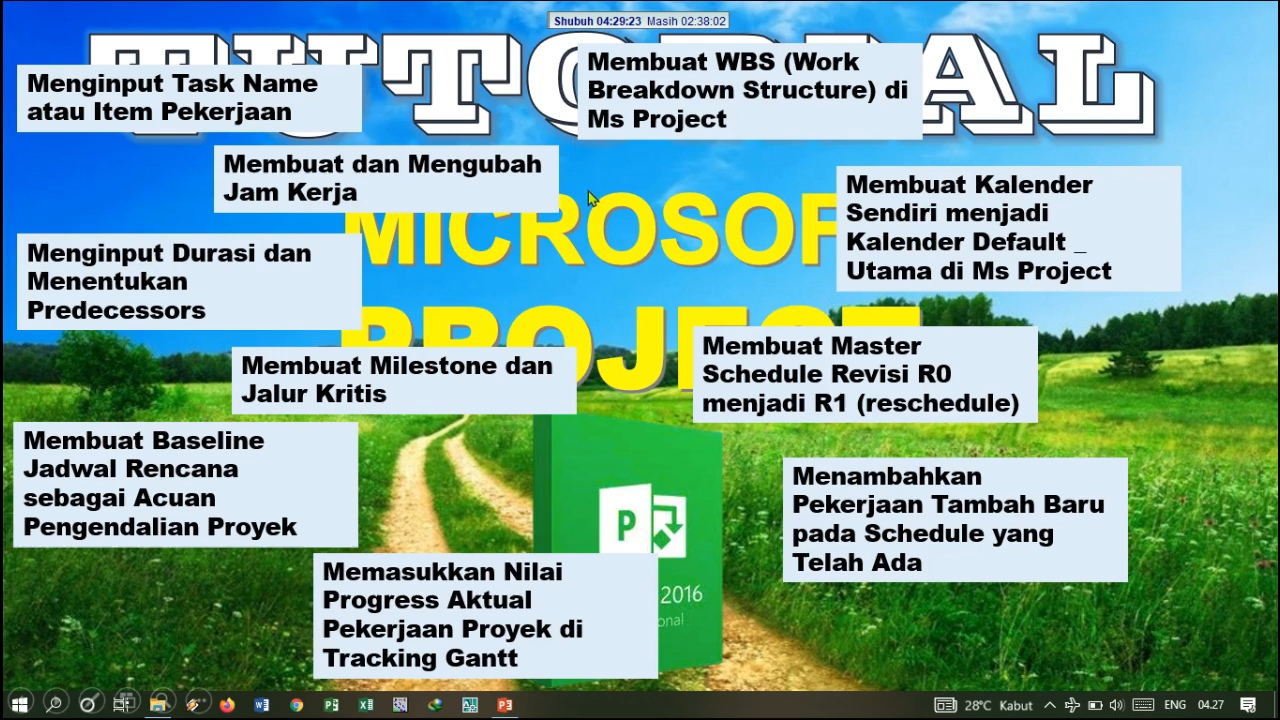 Shubuh 04:29:23 Masih 02:38:02
TUTORIAL
Menginput Task Name
atau Item Pekerjaan
Membuat WBS (Work
Breakdown Structure) di
Ms Project
Membuat dan Mengubah
Jam Kerja
Membuat Kalender
Sendiri menjadi
Kalender Default _
Utama di Ms Project
MICROSOF
Menginput Durasi dan
Menentukan
Predecessors
PROJECT
Membuat Milestone dan
Jalur Kritis
Membuat Master
Schedule Revisi R0
menjadi R1 (reschedule)
Membuat Baseline
Jadwal Rencana
sebagai Acuan
Pengendalian Proyek
Menambahkan
Pekerjaan Tambah Baru
pada Schedule yang
Telah Ada
P
Memasukkan Nilai
Progress Aktual
Pekerjaan Proyek di
Tracking Gantt
2016
onal
28°C Kabut
ENG
04.27